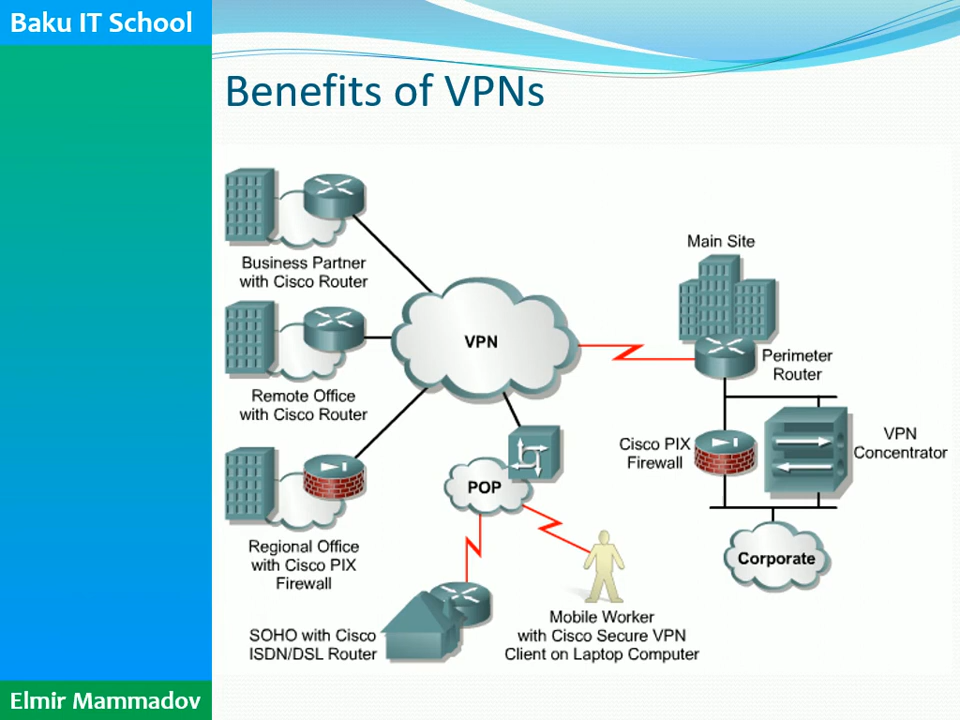 Baku IT School
Benefits of VPNs
Business Partner
with Cisco Router
Main Site
VPN
Perimeter
Router
Remote Office
with Cisco Router
Cisco PIX
Firewall
VPN
Concentrator
POP
Regional Office
with Cisco PIX
Firewall
Corporate
SOHO with Cisco
ISDN/DSL Router
Mobile Worker
with Cisco Secure VPN
Client on Laptop Computer
Elmir Mammadov